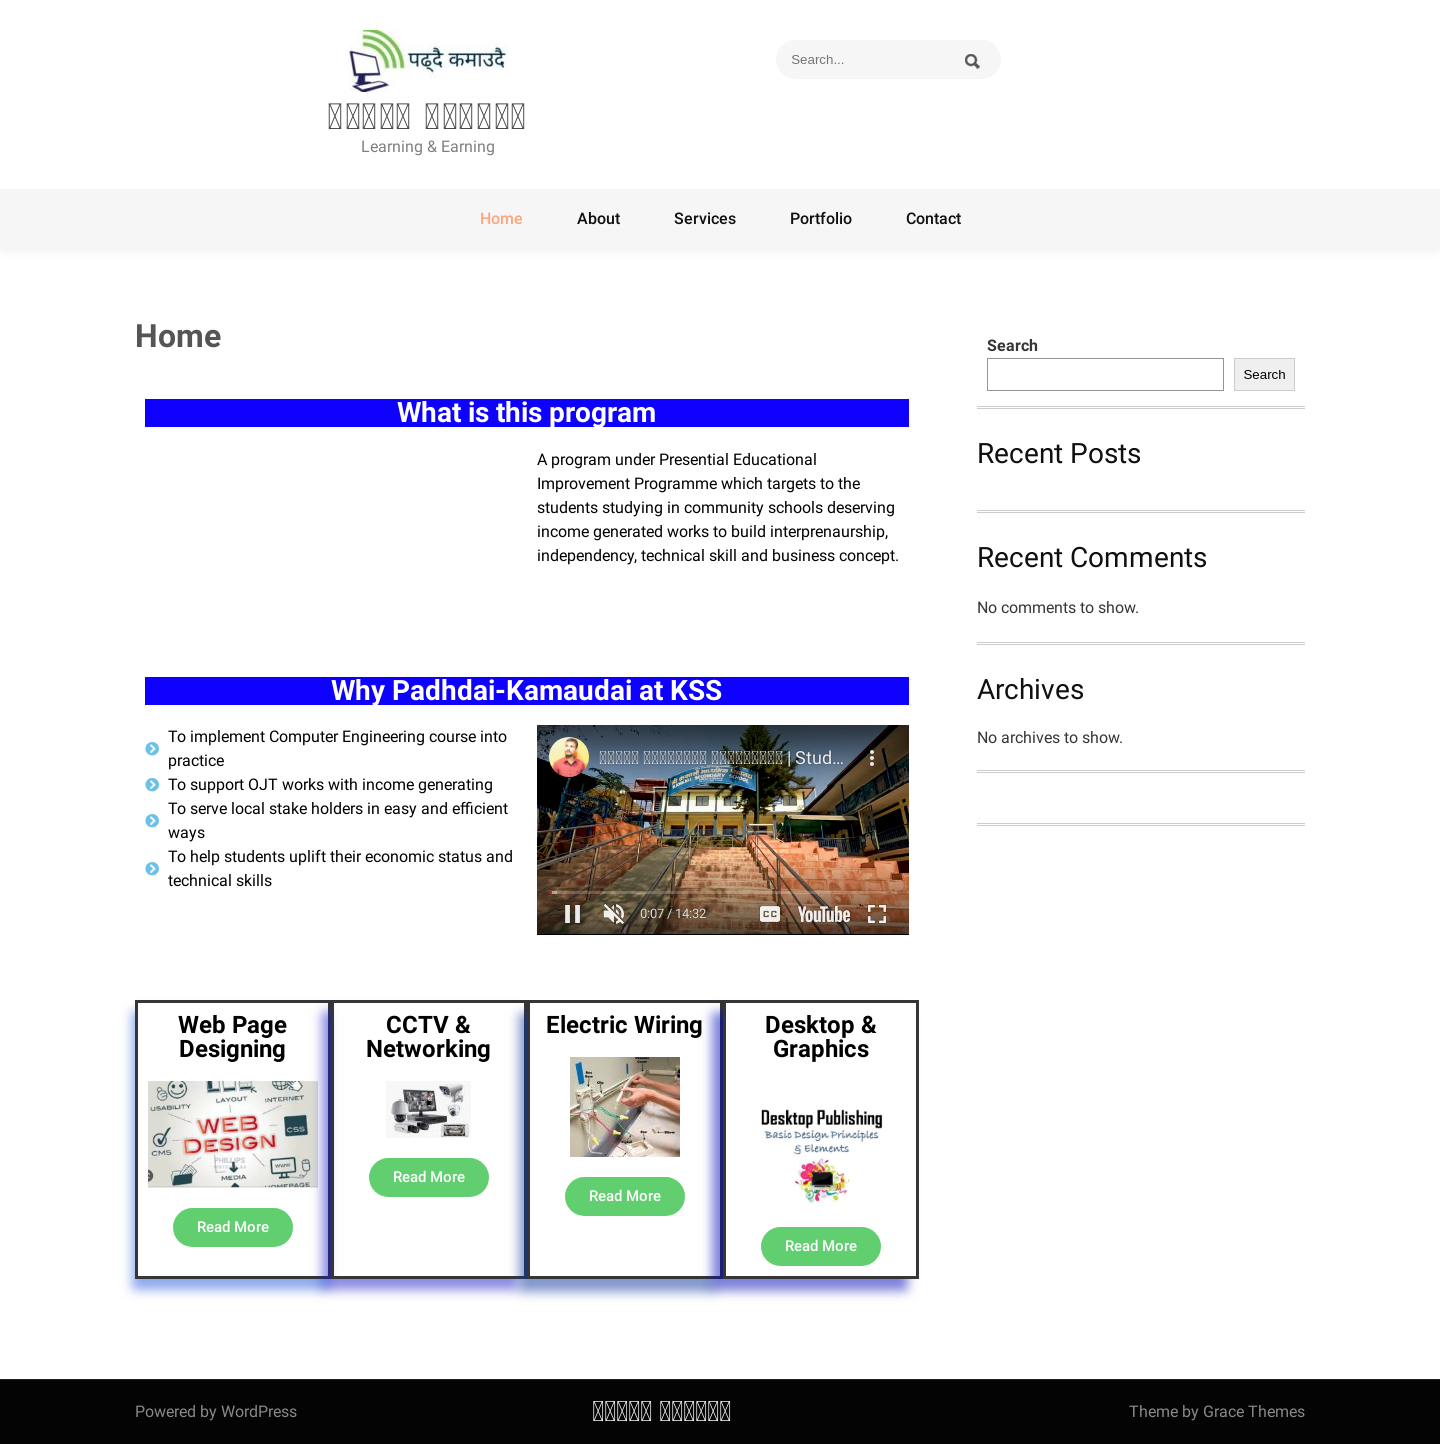 पढ्दै कमाउदै
Search...
Learning & Earning
Home
About
Services
Portfolio
Contact
Home
What is this program
A program under Presential Educational
Improvement Programme which targets to the
students studying in community schools deserving
income generated works to build interprenaurship,
independency, technical skill and business concept.
Why Padhdai-Kamaudai at KSS
To implement Computer Engineering course into
practice
To support OJT works with income generating
To serve local stake holders in easy and efficient
ways
To help students uplift their economic status and
technical skills
| Stud...
0:07 / 14:32
CC
YouTube
Web Page
Designing
USABILITY
LAYOUT
INTERNET
WEB
DESIGN
CSS
CMS
MEDIA
WWW
HOMEPAGE
Read More
CCTV &
Networking
Read More
Electric Wiring
Read More
Desktop &
Graphics
Desktop Publishing
Basic Design Principles
& Elements
Read More
Search
Search
Recent Posts
Recent Comments
No comments to show.
Archives
No archives to show.
Powered by WordPress
Theme by Grace Themes